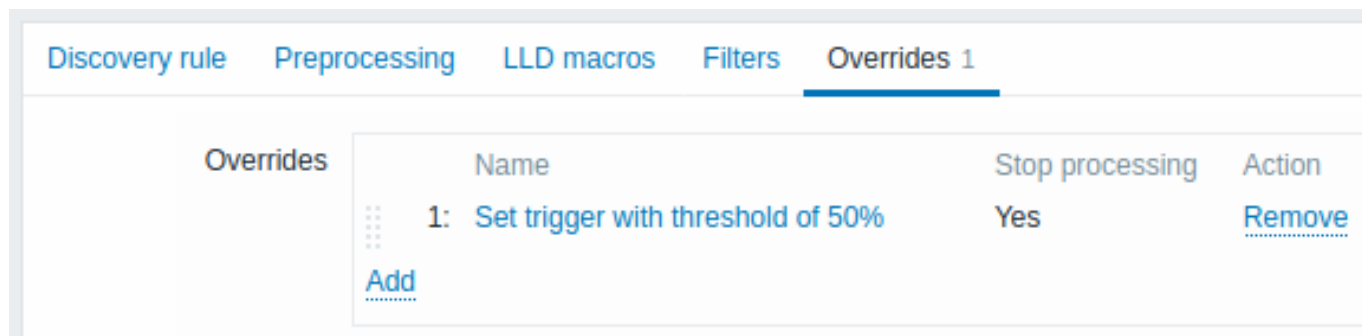 Discovery rule Preprocessing LLD macros Filters Overrides 1
Overrides Name Stop processing Action
1: Set trigger with threshold of 50% Yes Remove
Add